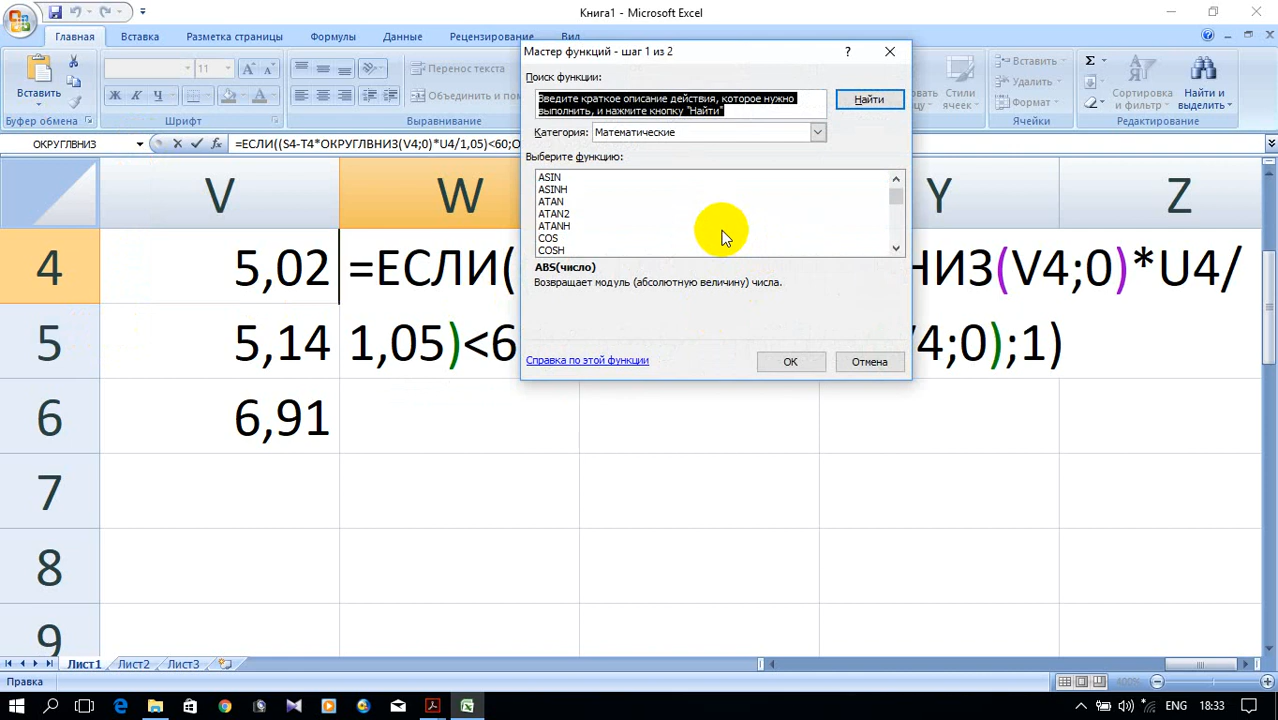 Книга1 - Microsoft Excel
Главная Вставка Разметка страницы Формулы Данные Рецензирование Вид
Вставить
11
Перенос текста
Объединить и пом
Вставить
Удалить
Формат
стили
ячеек
Сортировка
и фильтр
Найти и
выделить
Буфер обмена Шрифт Выравнивание Ячейки Редактирование
ОКРУГЛВНИЗ =ЕСЛИ((S4-T4*ОКРУГЛВНИЗ(V4;0)*U4/1,05)<60;О
Мастер функций - шаг 1 из 2
Поиск функции:
Введите краткое описание действия, которое нужно
выполнить, и нажмите кнопку "Найти"
Найти
Категория: Математические
Выберите функцию:
ASIN
ASINH
ATAN
ATAN2
ATANH
COS
COSH
ABS(число)
Возвращает модуль (абсолютную величину) числа.
Справка по этой функции
OK
Отмена
V W Y Z
4 5,02 =ЕСЛИ( НИЗ(V4;0)*U4/
5 5,14 1,05)<6 4;0);1)
6 6,91
7
8
9
Лист1 Лист2 Лист3
Правка 400%
ENG 18:33